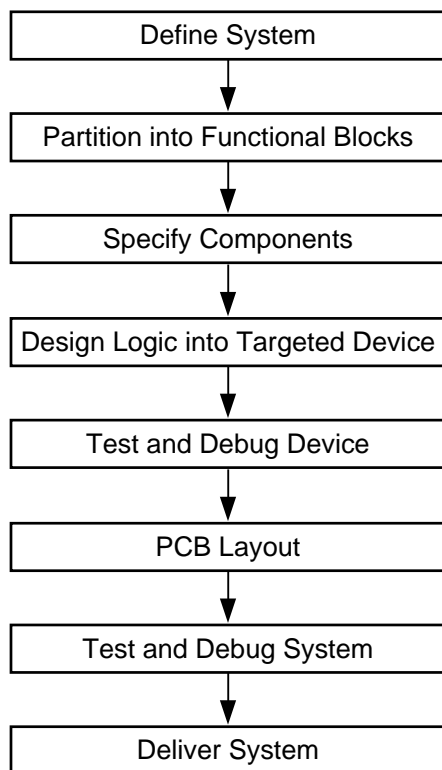 Define System
Partition into Functional Blocks
Specify Components
Design Logic into Targeted Device
Test and Debug Device
PCB Layout
Test and Debug System
Deliver System